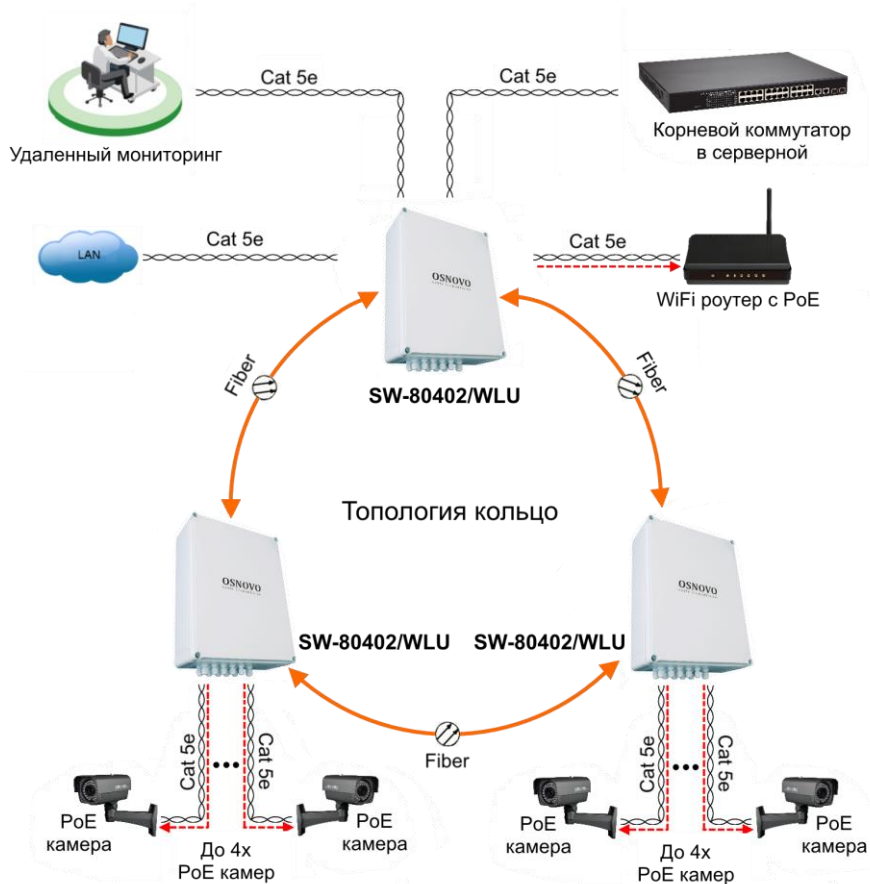 Cat 5e
Cat 5e
Удаленный мониторинг
Корневой коммутатор
в серверной
LAN
Cat 5e
Cat 5e
OSNOVO
WiFi роутер с PoE
Fiber
Fiber
SW-80402/WLU
Топология кольцо
OSNOVO
OSNOVO
SW-80402/WLU
SW-80402/WLU
Fiber
Cat 5e
Cat 5e
Cat 5e
Cat 5e
PoE
камера
PoE
камера
До 4х
PoE камер
PoE
камера
PoE
камера
До 4х
PoE камер